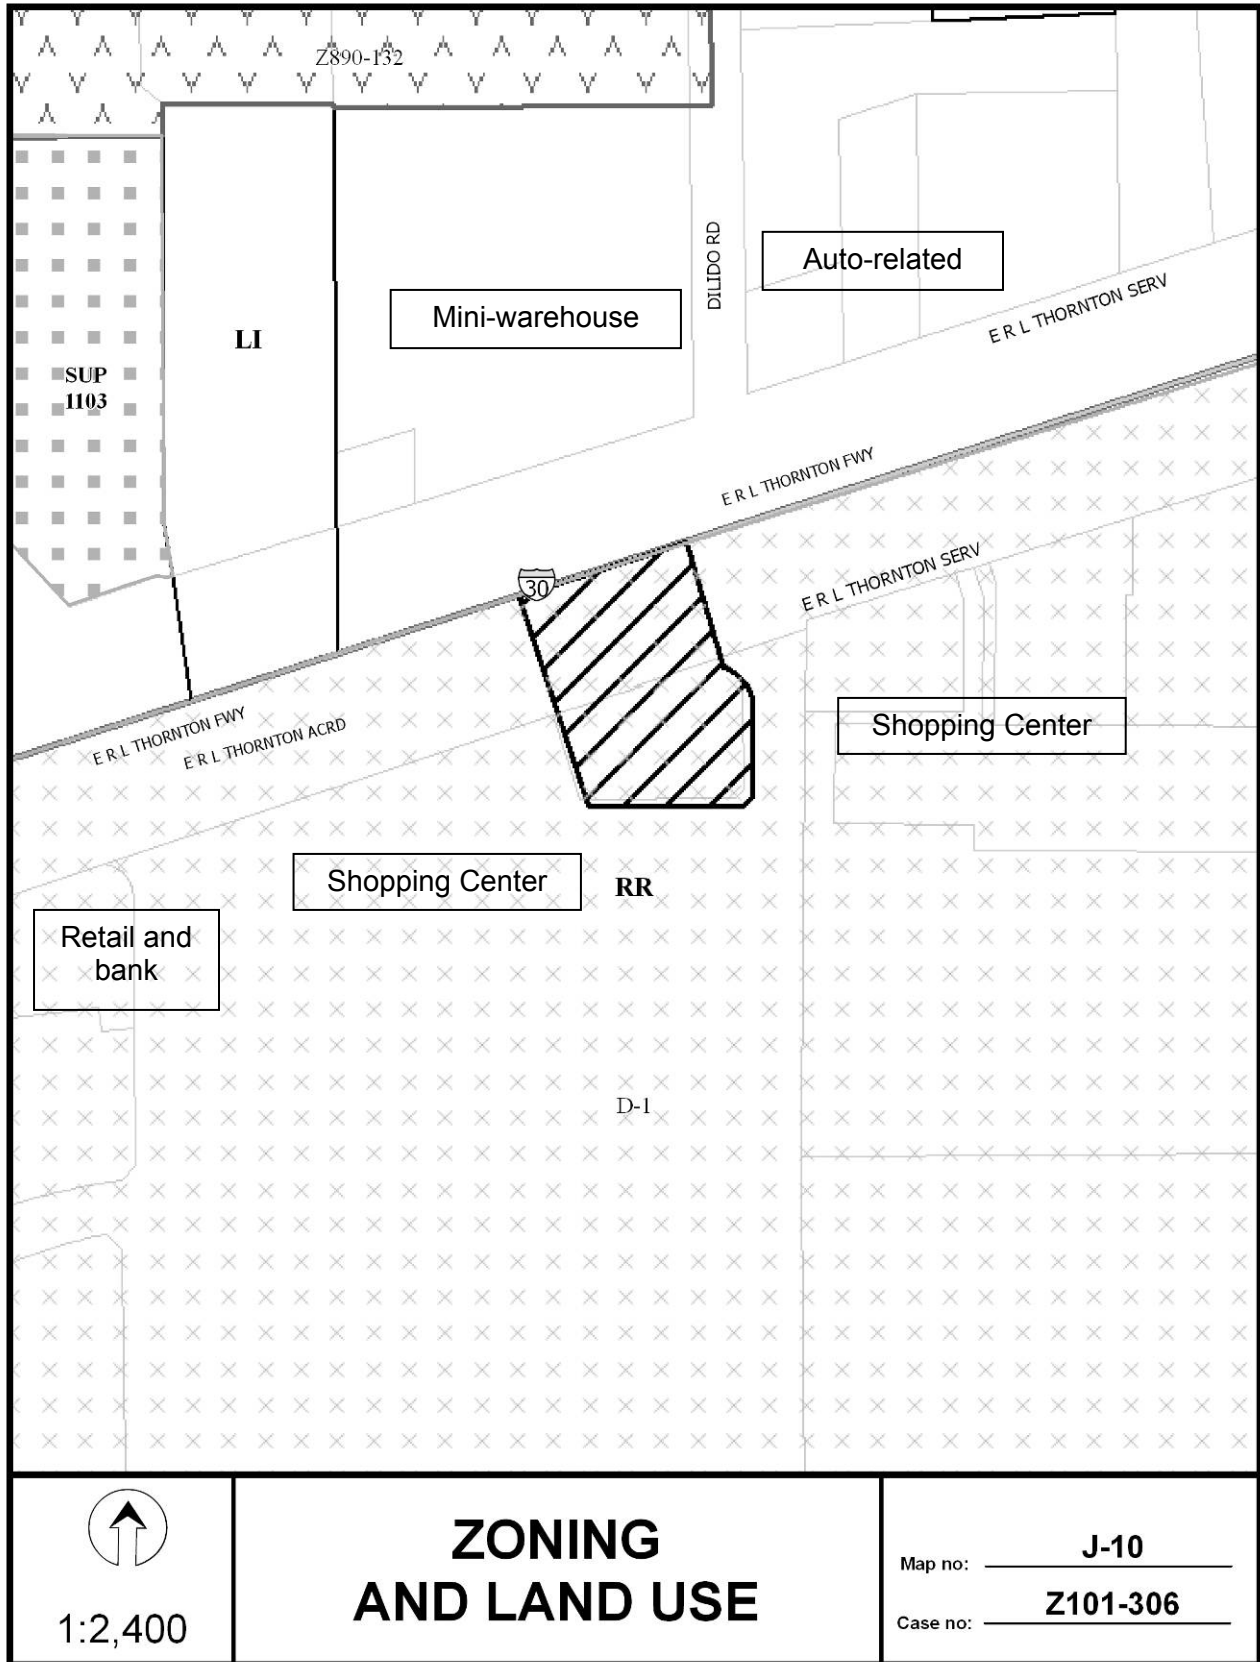 Z890-132
DILIDO RD
Auto-related
Mini-warehouse
E R L THORNTON SERV
LI
SUP
1103
E R L THORNTON FWY
30
E R L THORNTON SERV
E R L THORNTON FWY
E R L THORNTON ACRD
Shopping Center
Shopping Center
RR
Retail and
bank
D-1
1:2,400
ZONING
AND LAND USE
Map no: J-10
Case no: Z101-306